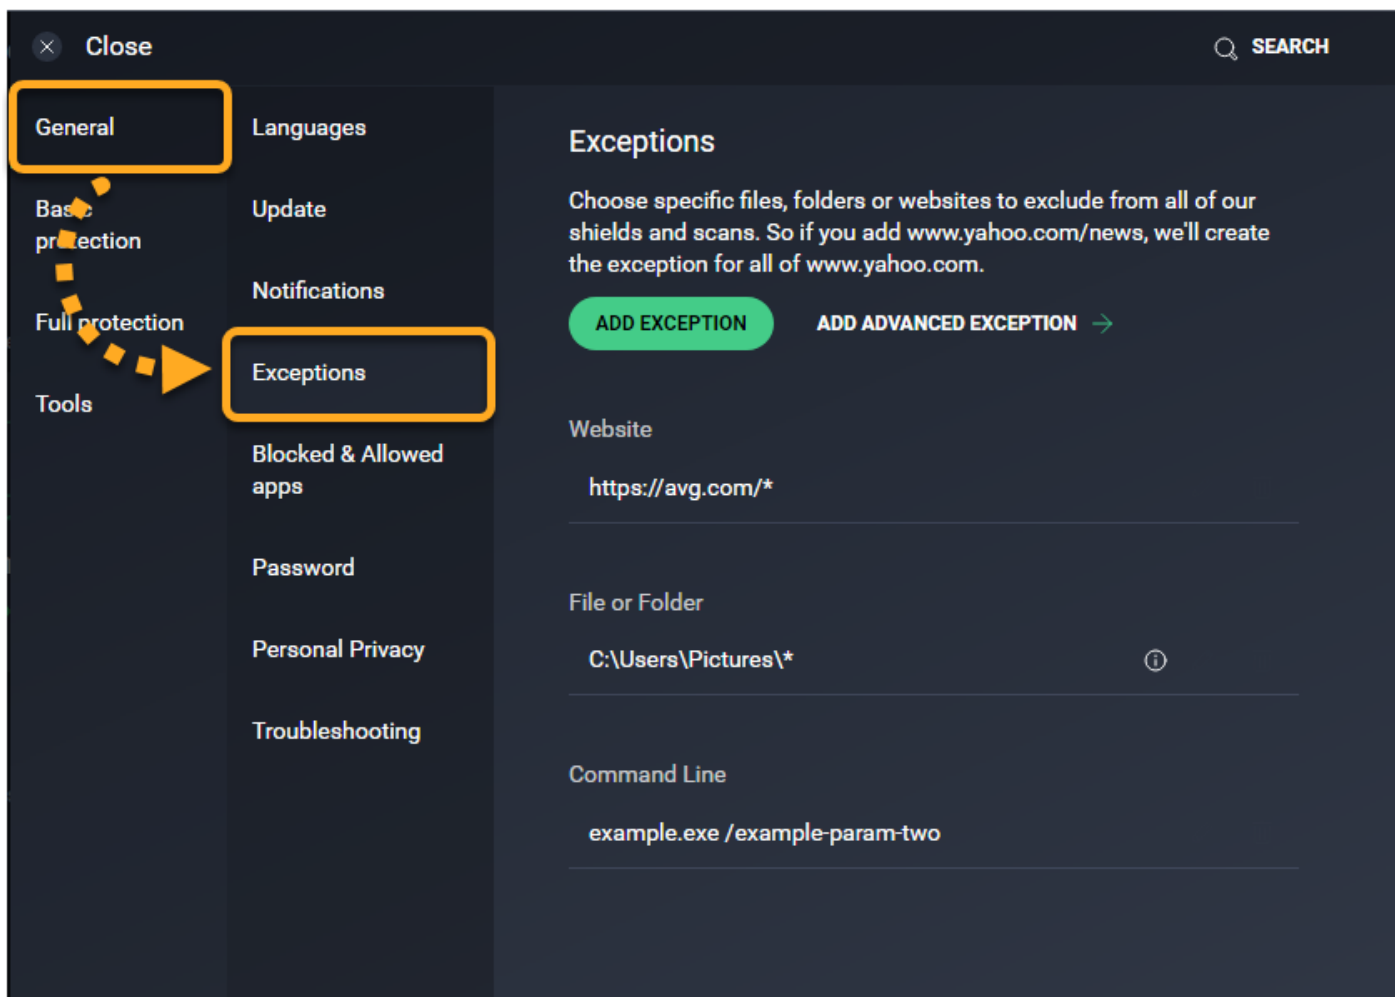 Close
SEARCH
General
Basic
protection
Full protection
Tools
Languages
Update
Notifications
Exceptions
Blocked & Allowed
apps
Password
Personal Privacy
Troubleshooting
Exceptions
Choose specific files, folders or websites to exclude from all of our
shields and scans. So if you add www.yahoo.com/news, we'll create
the exception for all of www.yahoo.com.
ADD EXCEPTION
ADD ADVANCED EXCEPTION
Website
https://avg.com/*
File or Folder
C:\Users\Pictures\*
Command Line
example.exe /example-param-two